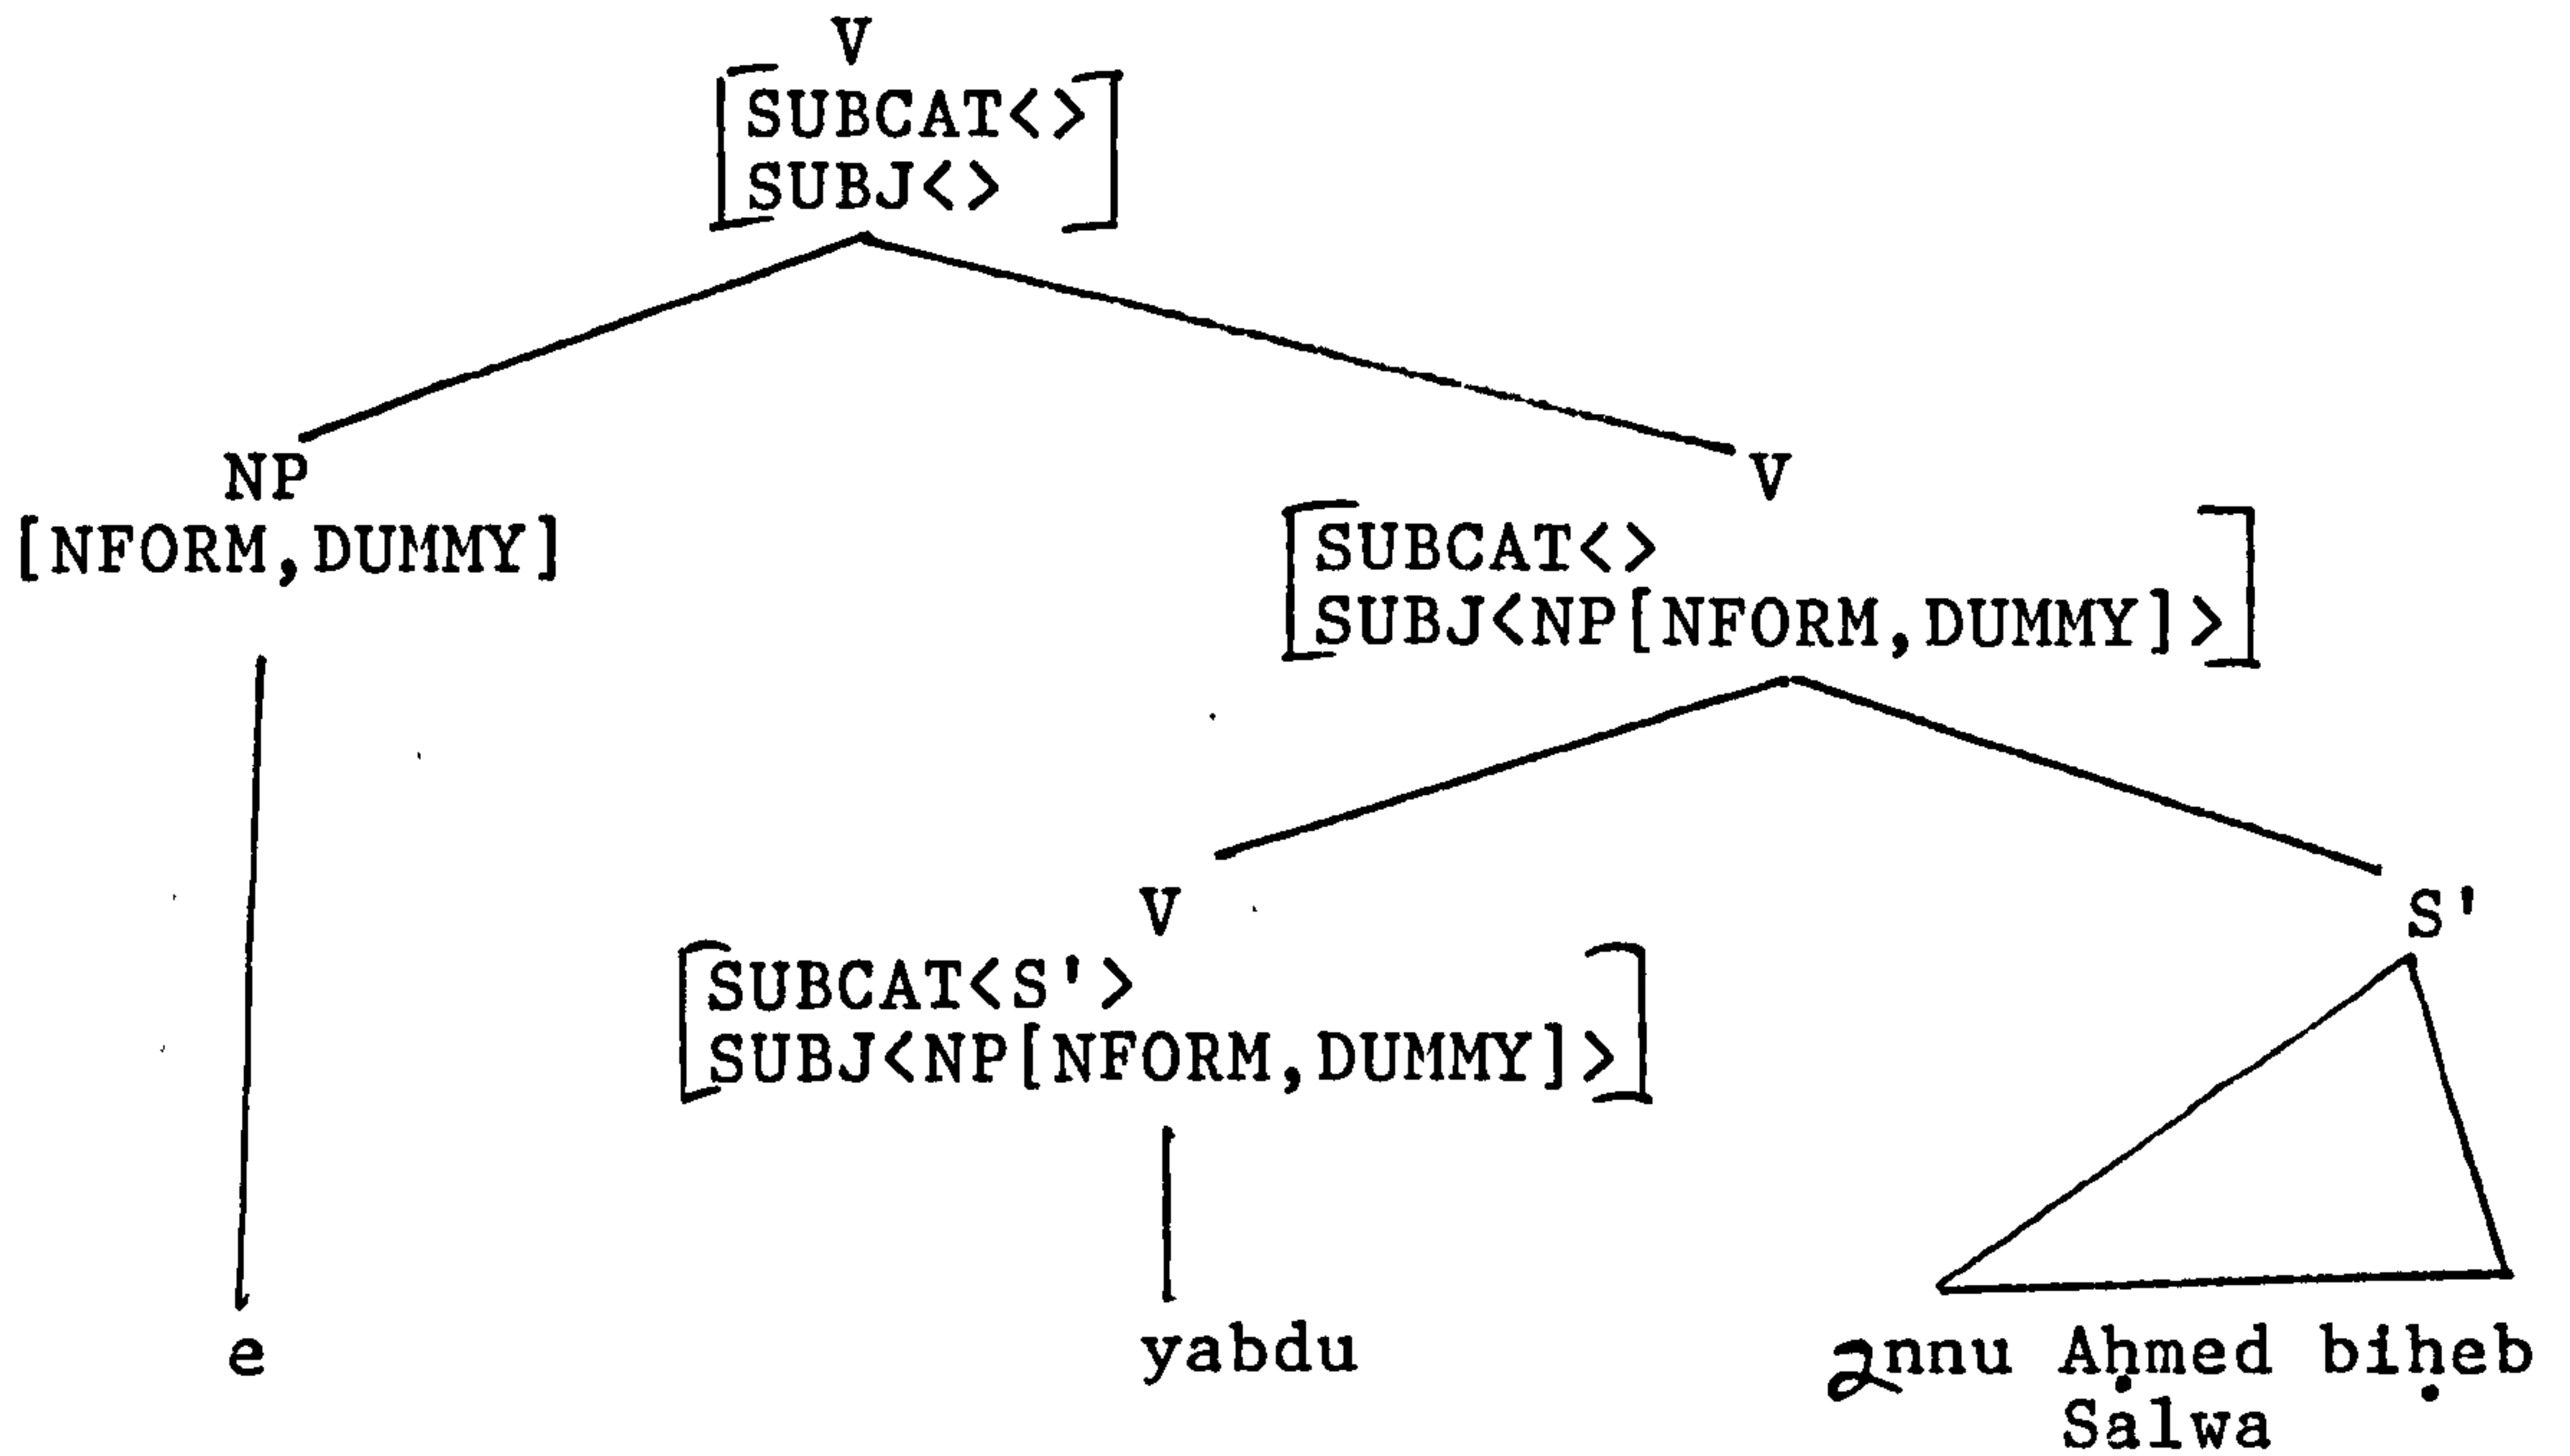 V
SUBCAT<>
SUBJ<>
NP
[NFORM,DUMMY]
V
SUBCAT<>
SUBJ<NP[NFORM,DUMMY]>
V
SUBCAT<S'>
SUBJ<NP[NFORM,DUMMY]>
S'
e
yabdu
Aḥmed biḥeb
Salwa